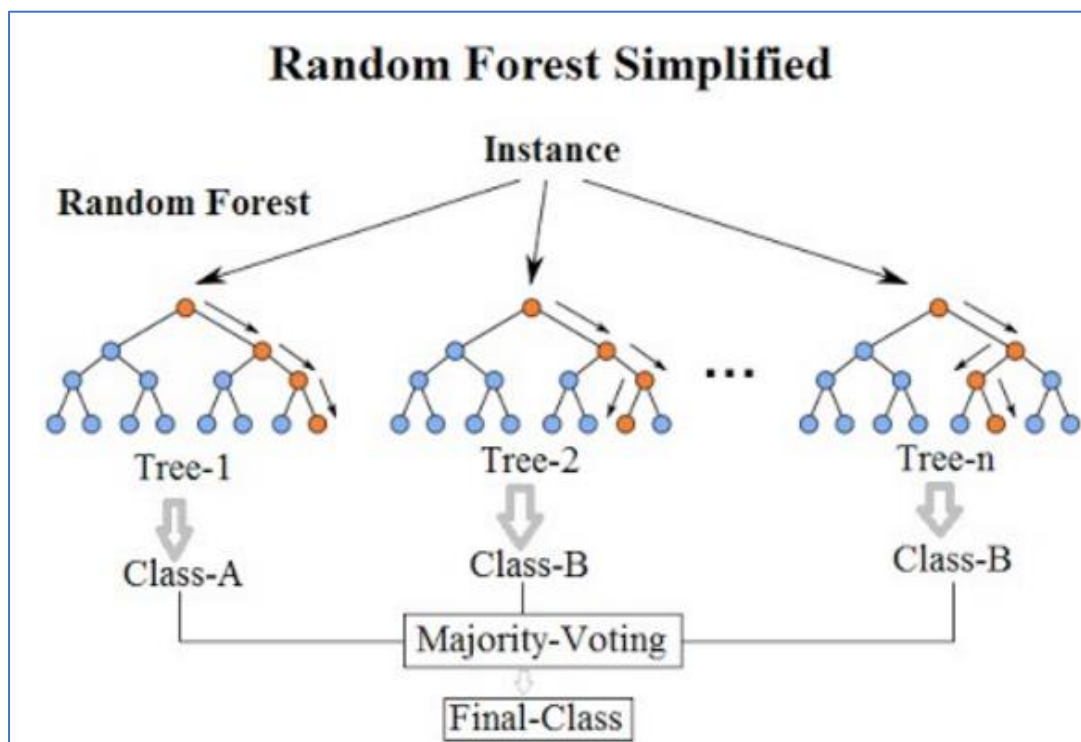 Random Forest Simplified
Instance
Random Forest
...
Tree-1
Tree-2
Tree-n
Class-A
Class-B
Class-B
Majority-Voting
Final-Class